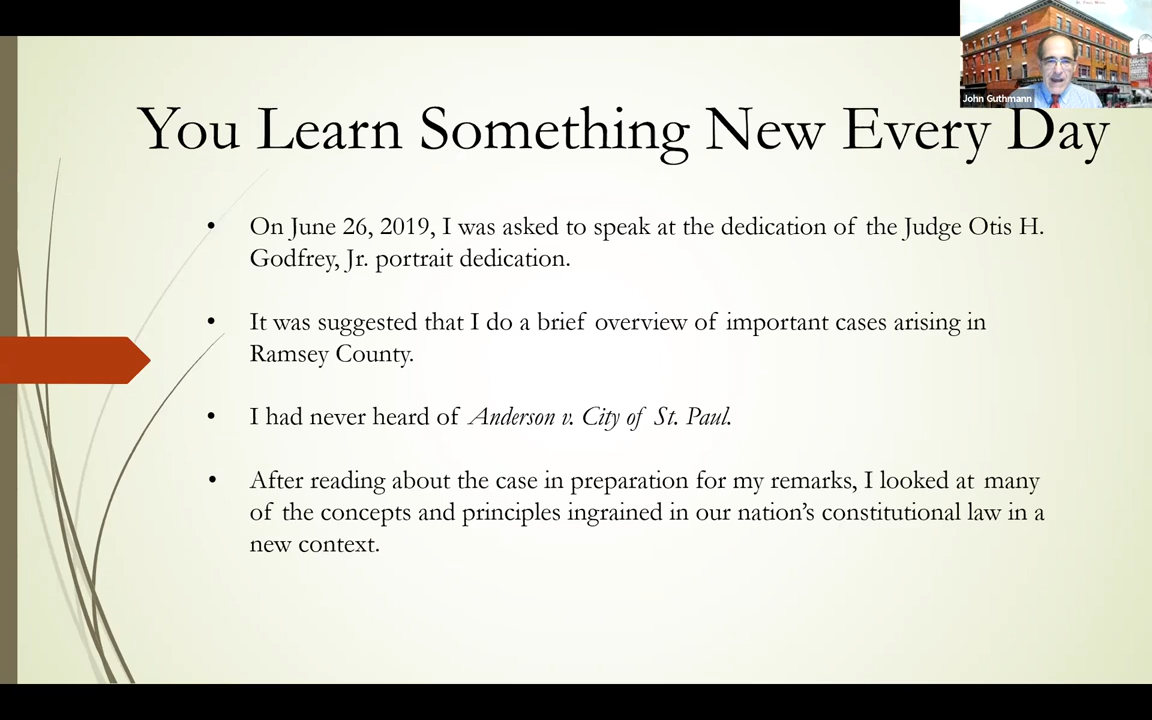 John Guthmann
You Learn Something New Every Day
• On June 26, 2019, I was asked to speak at the dedication of the Judge Otis H.
Godfrey, Jr. portrait dedication.
• It was suggested that I do a brief overview of important cases arising in
Ramsey County.
• I had never heard of Anderson v. City of St. Paul.
• After reading about the case in preparation for my remarks, I looked at many
of the concepts and principles ingrained in our nation's constitutional law in a
new context.